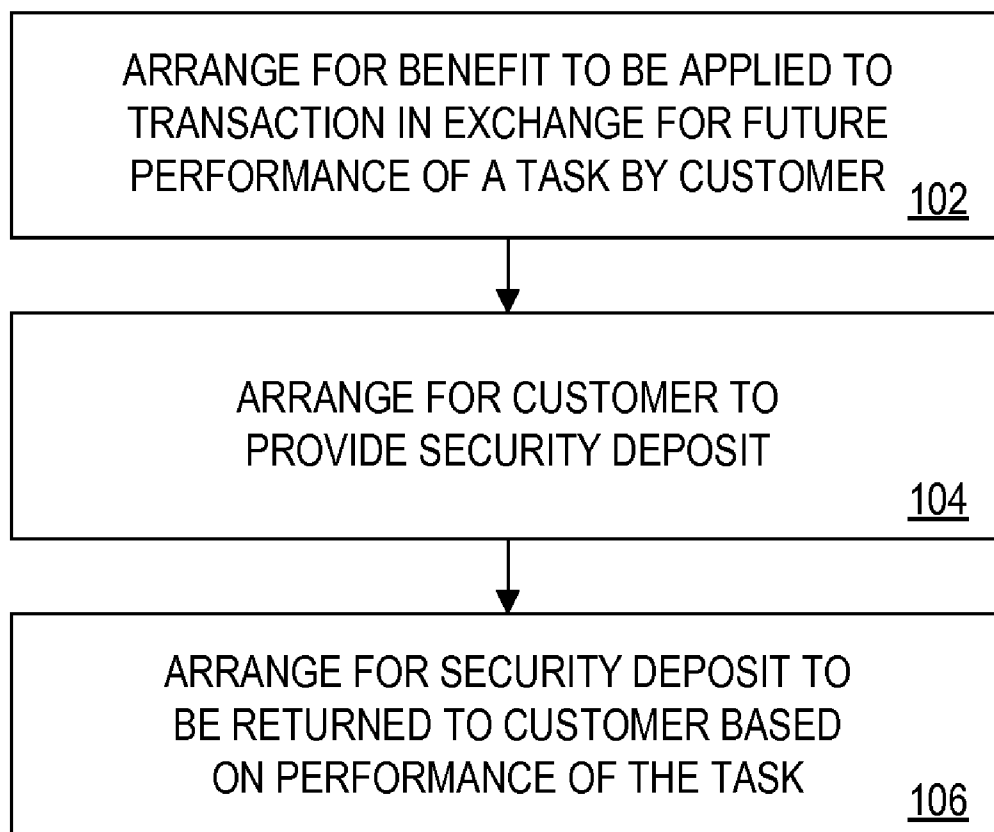 ARRANGE FOR BENEFIT TO BE APPLIED TO
TRANSACTION IN EXCHANGE FOR FUTURE
PERFORMANCE OF A TASK BY CUSTOMER
102
ARRANGE FOR CUSTOMER TO
PROVIDE SECURITY DEPOSIT
104
ARRANGE FOR SECURITY DEPOSIT TO
BE RETURNED TO CUSTOMER BASED
ON PERFORMANCE OF THE TASK
106